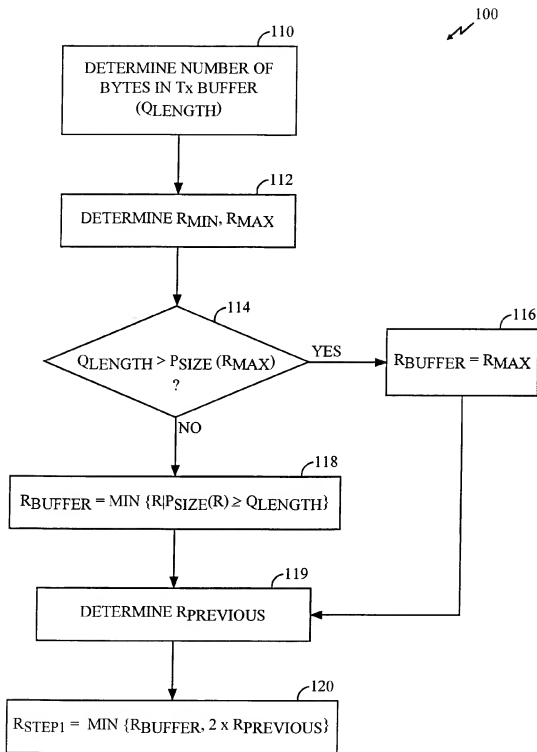 100
110
DETERMINE NUMBER OF
BYTES IN Tx BUFFER
(QLENGTH)
112
DETERMINE RMIN, RMAX
114
QLENGTH > PSIZE (RMAX)
?
YES
116
RBUFFER = RMAX
NO
118
RBUFFER = MIN {R|PSIZE(R) ≥ QLENGTH}
119
DETERMINE RPREVIOUS
120
RSTEP1 = MIN {RBUFFER, 2 x RPREVIOUS}